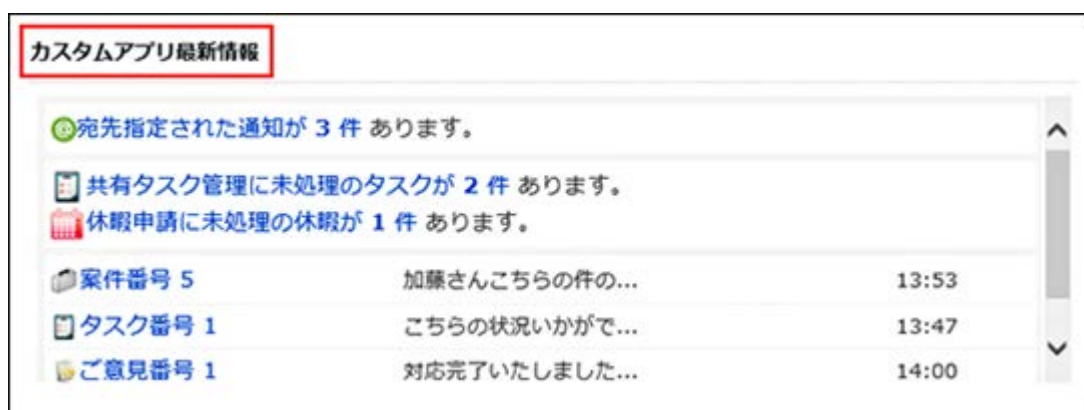 カスタムアプリ最新情報
宛先指定された通知が 3 件 あります。
共有タスク管理に未処理のタスクが 2 件 あります。
休暇申請に未処理の休暇が 1 件 あります。
案件番号 5 加藤さんこちらの件の... 13:53
タスク番号 1 こちらの状況いかがで... 13:47
ご意見番号 1 対応完了いたしました... 14:00